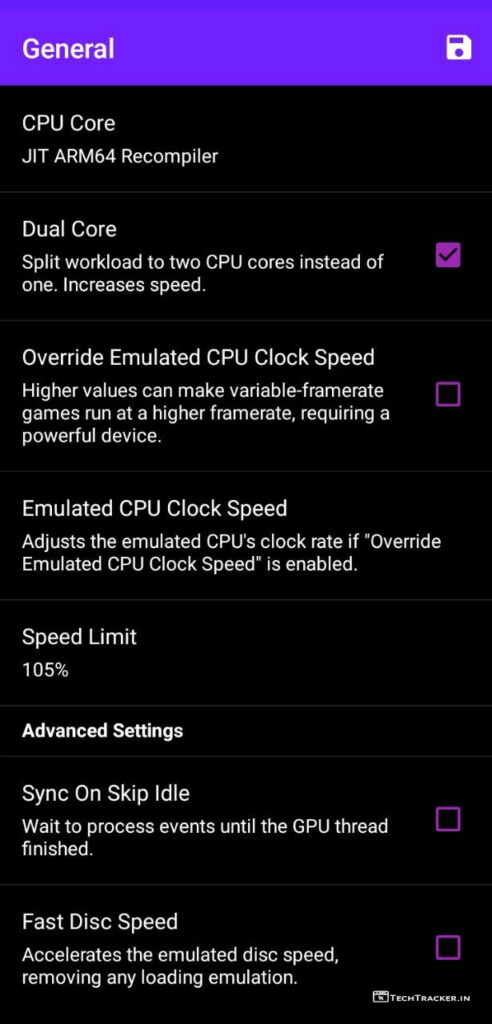 General
CPU Core
JIT ARM64 Recompiler
Dual Core
Split workload to two CPU cores instead of
one. Increases speed.
Override Emulated CPU Clock Speed
Higher values can make variable-framerate
games run at a higher framerate, requiring a
powerful device.
Emulated CPU Clock Speed
Adjusts the emulated CPU's clock rate if "Override
Emulated CPU Clock Speed" is enabled.
Speed Limit
105%
Advanced Settings
Sync On Skip Idle
Wait to process events until the GPU thread
finished.
Fast Disc Speed
Accelerates the emulated disc speed,
removing any loading emulation.
TECHTRACKER.IN